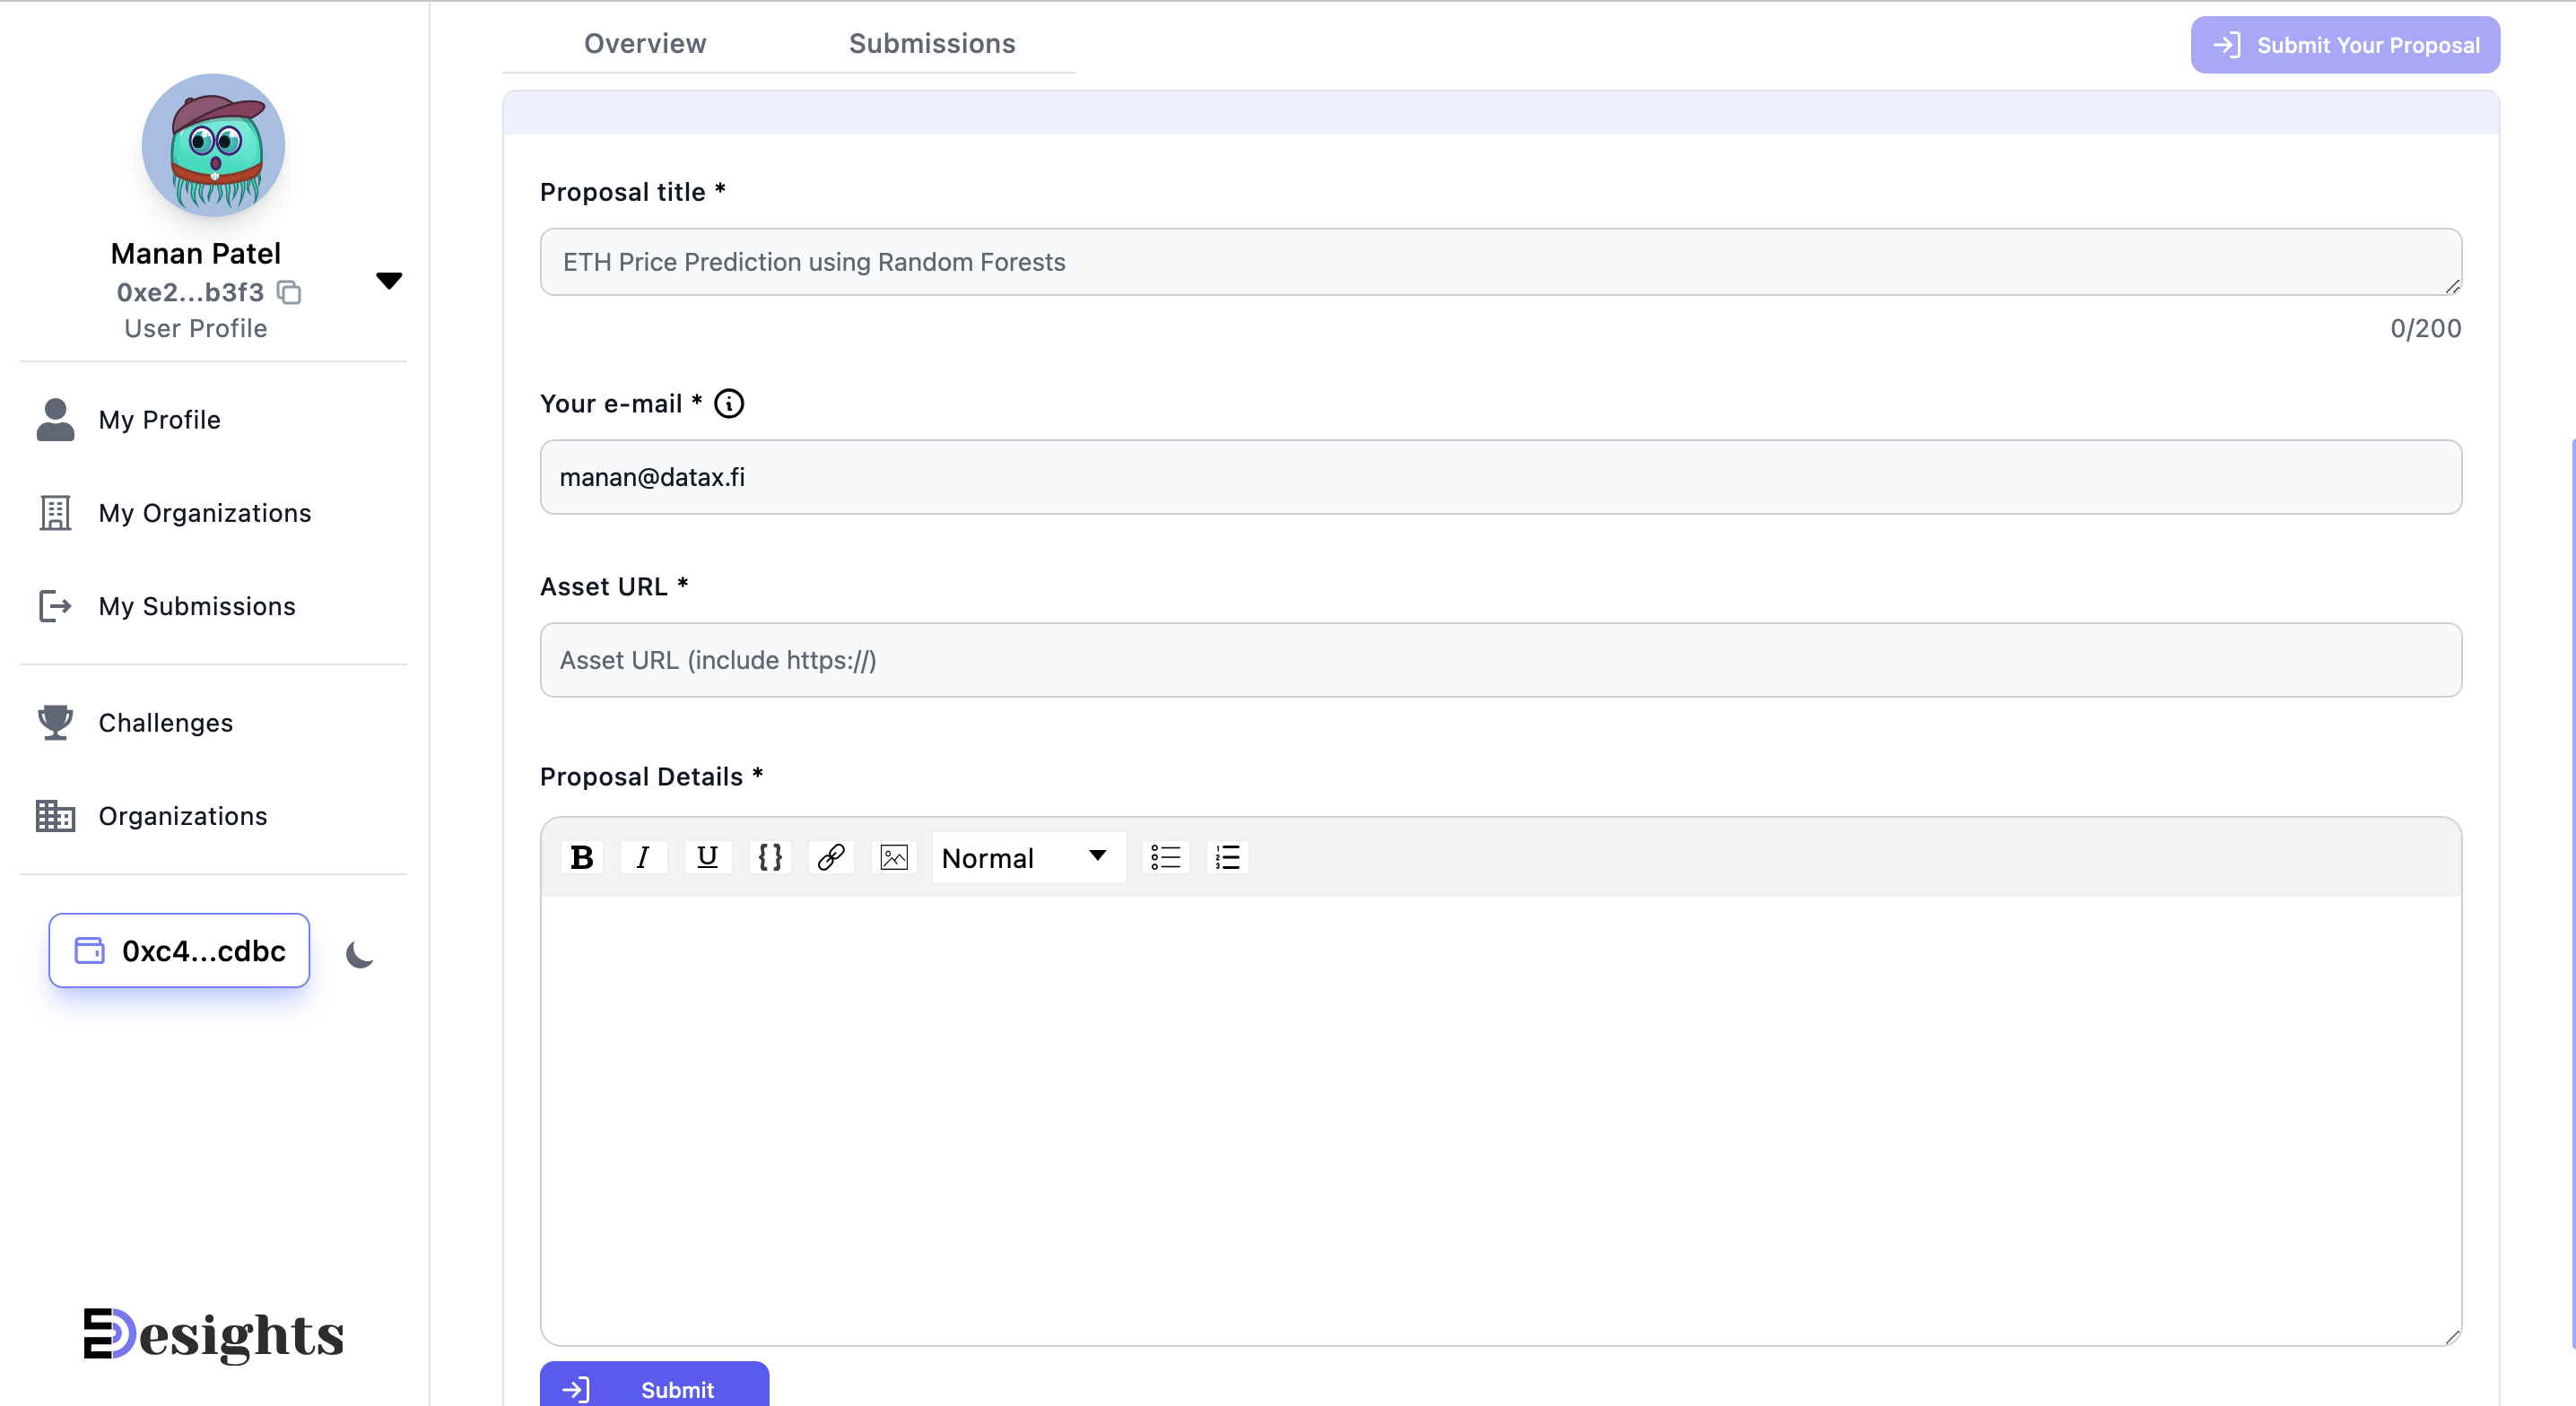 Manan Patel
0xe2...b3f3
User Profile
My Profile
My Organizations
My Submissions
Challenges
Organizations
0xc4...cdbc
Desights
Overview
Submissions
Submit Your Proposal
Proposal title *
ETH Price Prediction using Random Forests
0/200
Your e-mail *
manan@datax.fi
Asset URL *
Asset URL (include https://)
Proposal Details *
B I U {} Normal
Submit